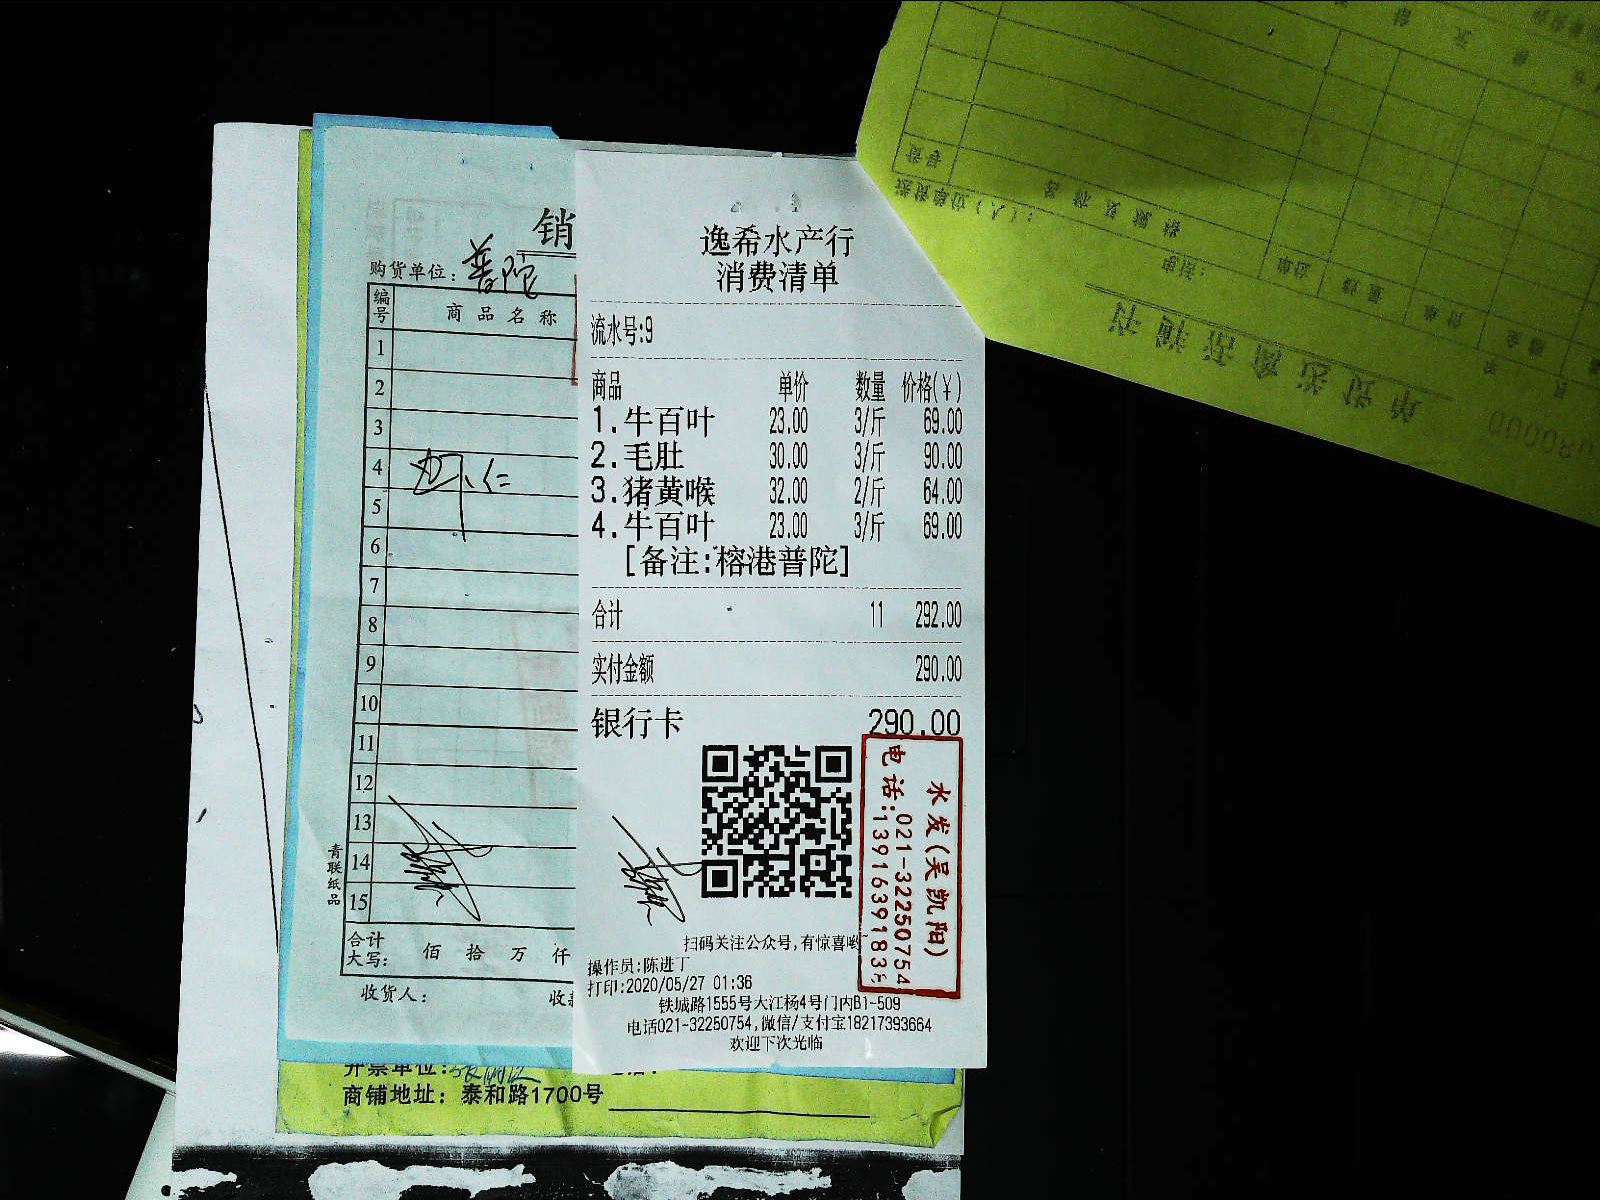 逸希水产行
消费清单
流水号:9
商品 单价 数量 价格(¥)
1.牛百叶 23.00 3/斤 69.00
2.毛肚 30.00 3/斤 90.00
3.猪黄喉 32.00 2/斤 64.00
4.牛百叶 23.00 3/斤 69.00
[备注:榕港普陀]
合计 11 292.00
实付金额 290.00
银行卡 290.00
水发(吴凯阳)
电话:021-32250754
13916391983
扫码关注公众号,有惊喜哟~
操作员:陈进丁
打印:2020/05/27 01:36
铁城路1555号大江杨4号门内B1-509
电话021-32250754,微信/支付宝18217393664
欢迎下次光临
销
购货单位: 普陀
编号 商品名称
1
2
3
4
5
6
7
8
9
10
11
12
13
14
15
合计
大写: 佰 拾 万 仟
收货人:
青联纸品
开票单位:
商铺地址: 泰和路1700号